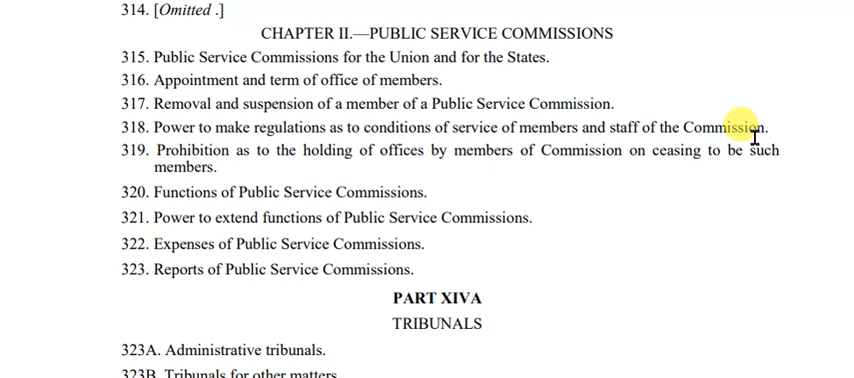 314. [Omitted .]
CHAPTER II.—PUBLIC SERVICE COMMISSIONS
315. Public Service Commissions for the Union and for the States.
316. Appointment and term of office of members.
317. Removal and suspension of a member of a Public Service Commission.
318. Power to make regulations as to conditions of service of members and staff of the Commission.
319. Prohibition as to the holding of offices by members of Commission on ceasing to be such
members.
320. Functions of Public Service Commissions.
321. Power to extend functions of Public Service Commissions.
322. Expenses of Public Service Commissions.
323. Reports of Public Service Commissions.
PART XIVA
TRIBUNALS
323A. Administrative tribunals.
323B. Tribunals for other matters.